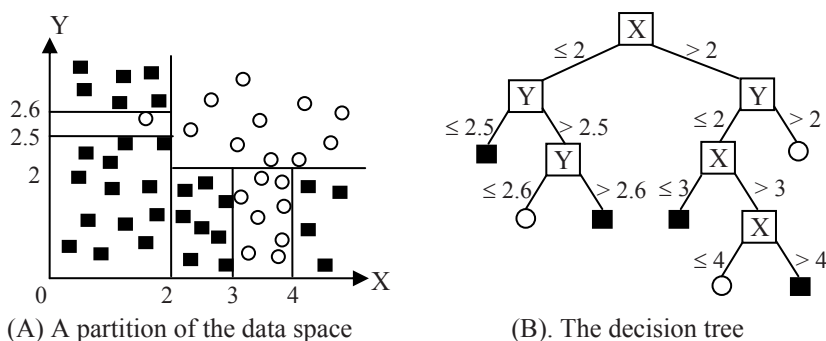 Y
2.6
2.5
2
0
2
3
4
X
(A) A partition of the data space
X
≤ 2
> 2
Y
Y
≤ 2.5
> 2.5
≤ 2
> 2
Y
X
≤ 2.6
> 2.6
≤ 3
> 3
X
≤ 4
> 4
(B). The decision tree